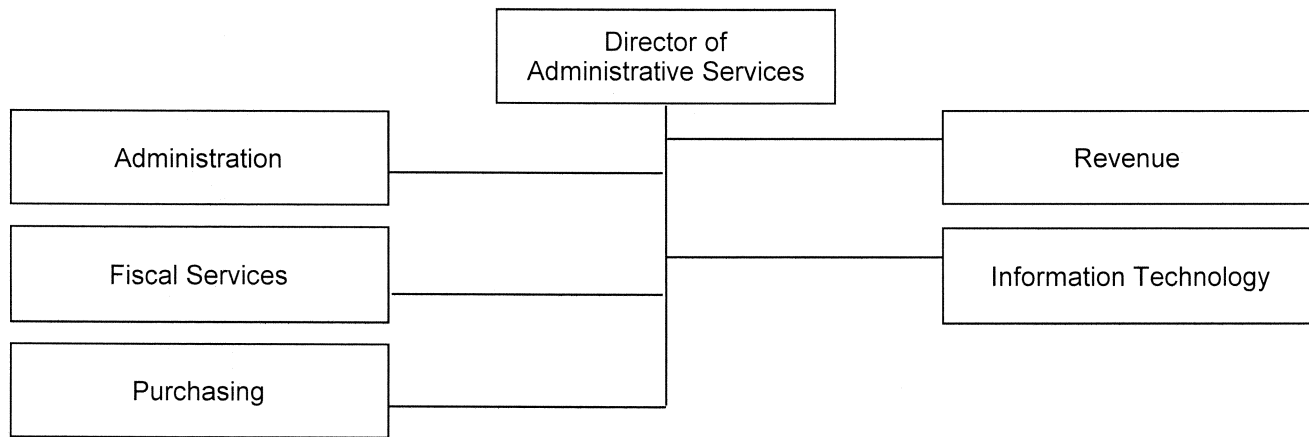 Director of
Administrative Services
Administration
Revenue
Fiscal Services
Information Technology
Purchasing